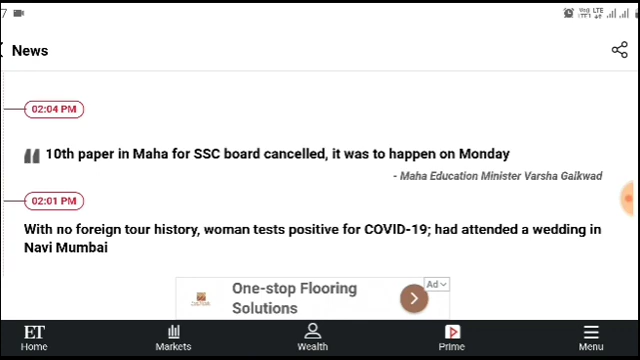 7
News
02:04 PM
10th paper in Maha for SSC board cancelled, it was to happen on Monday
- Maha Education Minister Varsha Gaikwad
02:01 PM
With no foreign tour history, woman tests positive for COVID-19; had attended a wedding in
Navi Mumbai
One-stop Flooring
Solutions
Ad
ET
Home
Markets
Wealth
Prime
Menu